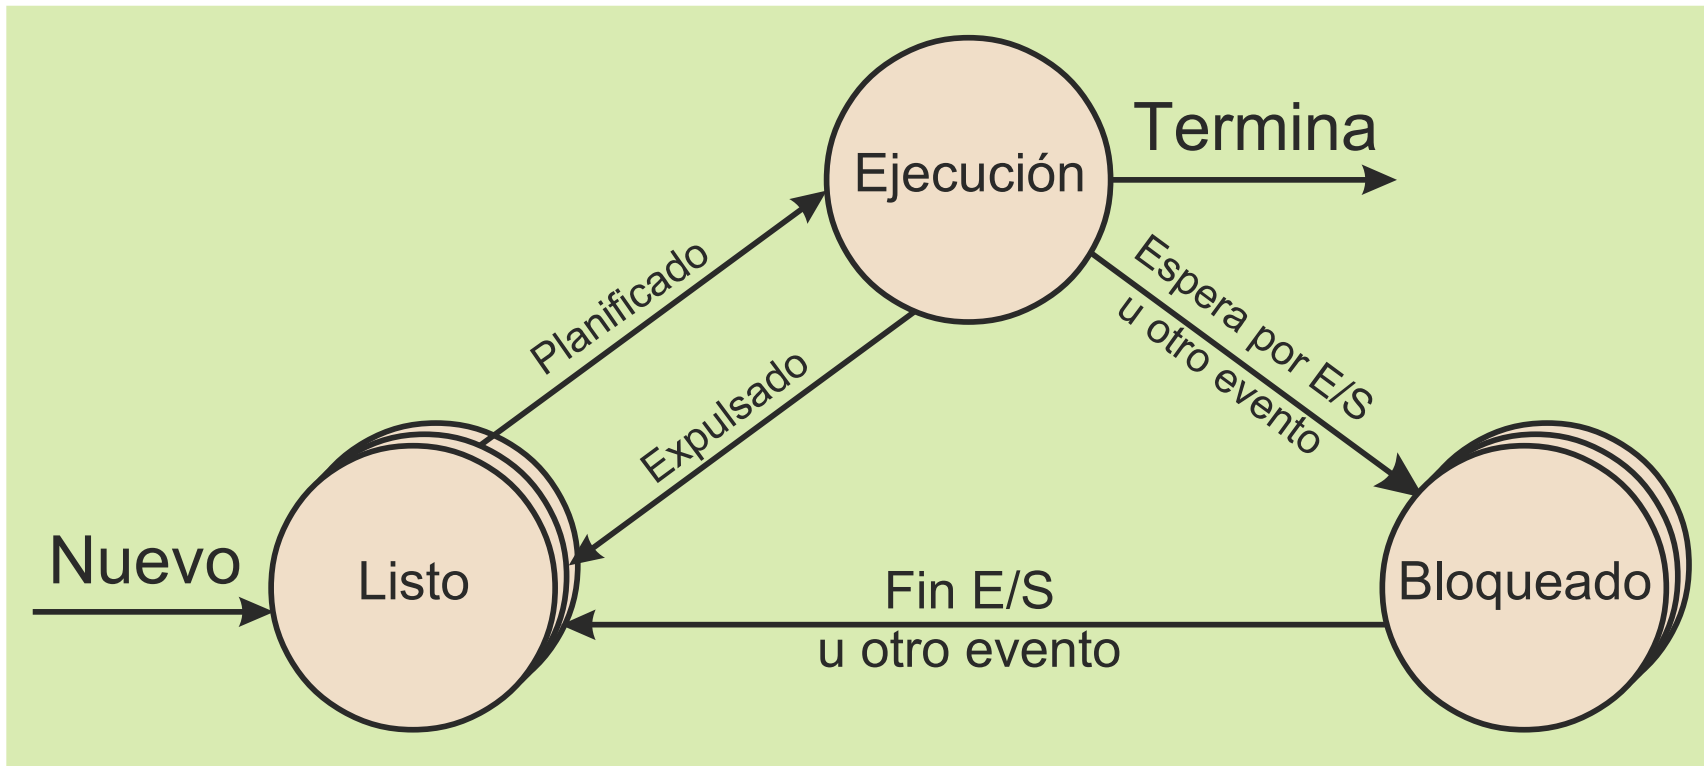 Termina
Ejecución
Planificado
Espera por E/S
u otro evento
Expulsado
Nuevo
Listo
Fin E/S
u otro evento
Bloqueado